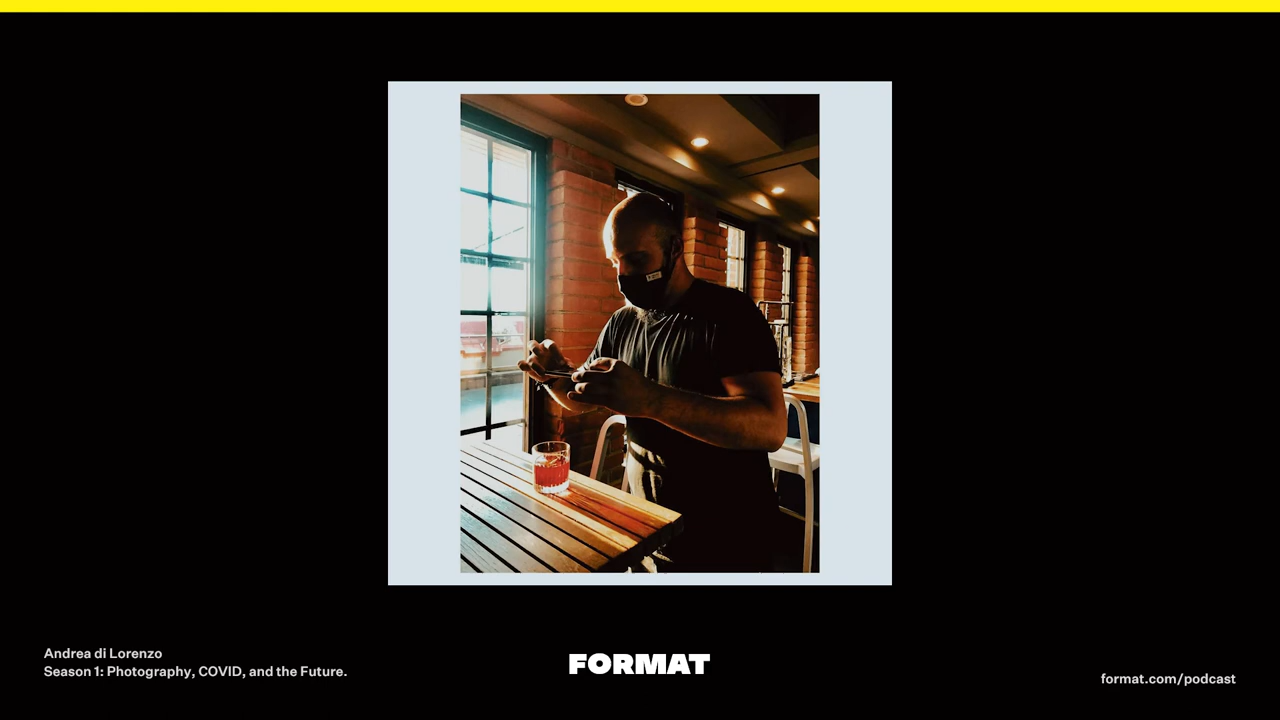 Andrea di Lorenzo
Season 1: Photography, COVID, and the Future.
FORMAT
format.com/podcast